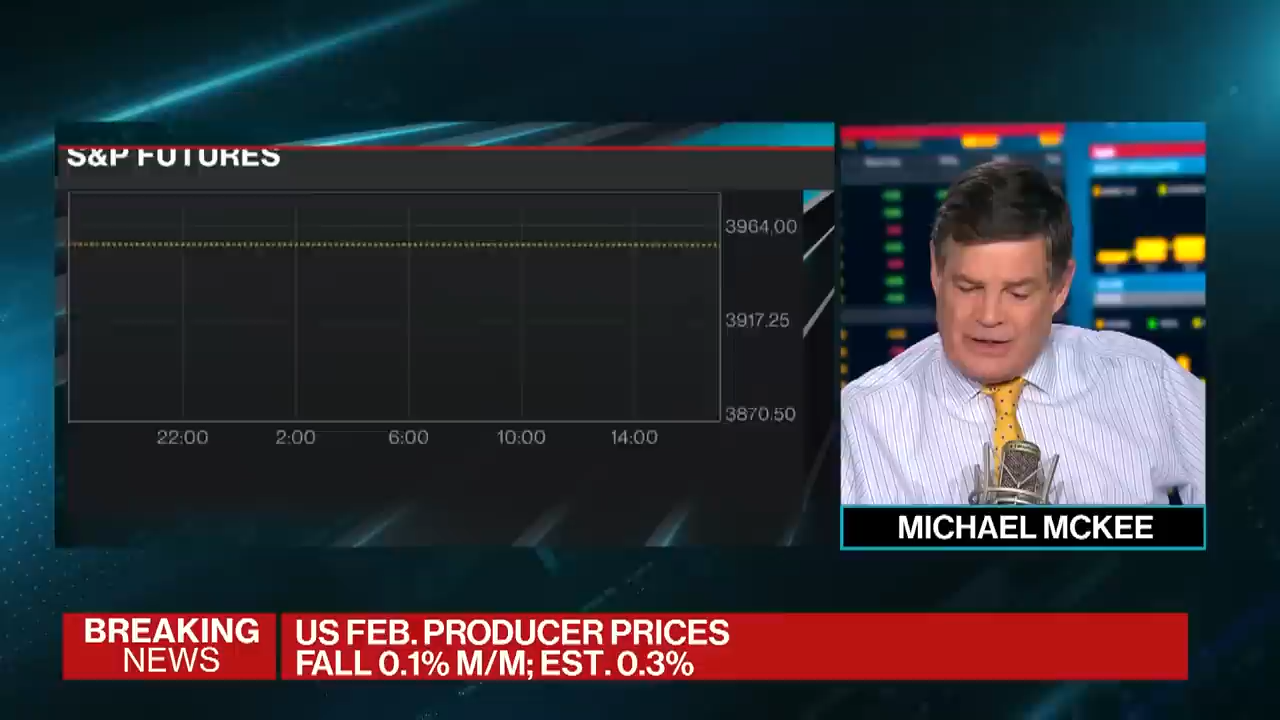 S&P FUTURES
3964.00
3917.25
3870.50
22:00
2:00
6:00
10:00
14:00
MICHAEL MCKEE
BREAKING
NEWS
US FEB. PRODUCER PRICES
FALL 0.1% M/M; EST. 0.3%